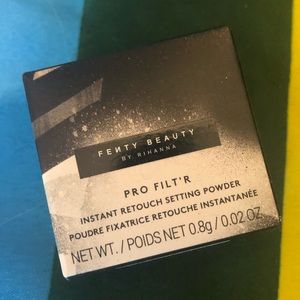 FENTY BEAUTY
BY RIHANNA
PRO FILT'R
INSTANT RETOUCH SETTING POWDER
POUDRE FIXATRICE RETOUCHE INSTANTANÉE
NET WT. / POIDS NET 0.8g / 0.02 OZ